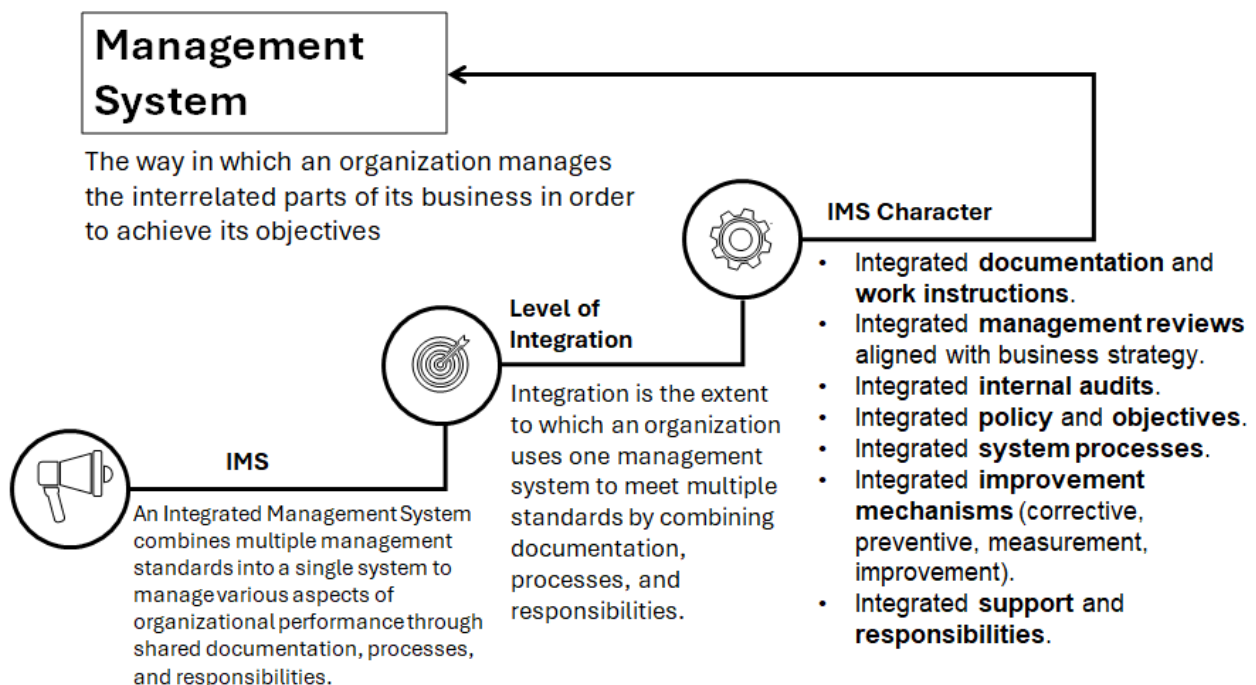 Management
System
The way in which an organization manages
the interrelated parts of its business in order
to achieve its objectives
IMS
An Integrated Management System
combines multiple management
standards into a single system to
manage various aspects of
organizational performance through
shared documentation, processes,
and responsibilities.
Level of
Integration
Integration is the extent
to which an organization
uses one management
system to meet multiple
standards by combining
documentation,
processes, and
responsibilities.
IMS Character
• Integrated documentation and
work instructions.
• Integrated management reviews
aligned with business strategy.
• Integrated internal audits.
• Integrated policy and objectives.
• Integrated system processes.
• Integrated improvement
mechanisms (corrective,
preventive, measurement,
improvement).
• Integrated support and
responsibilities.